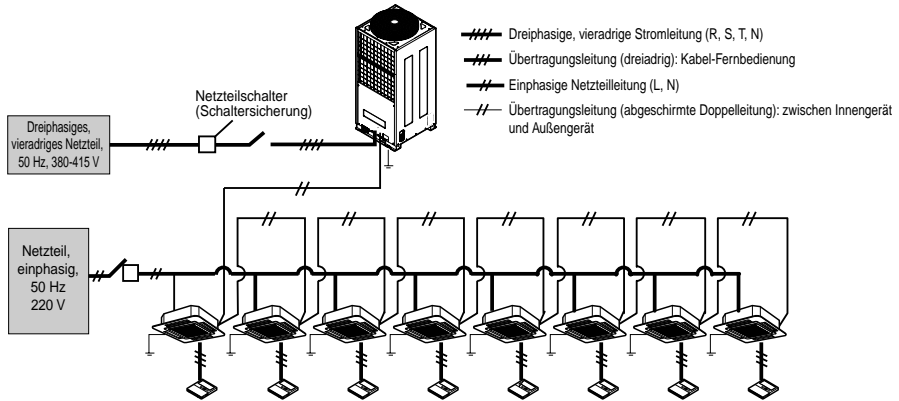 Dreiphasige, vieradrige Stromleitung (R, S, T, N)
Übertragungsleitung (dreiadrig): Kabel-Fernbedienung
Einphasige Netzteilleitung (L, N)
Übertragungsleitung (abgeschirmte Doppelleitung): zwischen Innengerät
und Außengerät
Netzteilschalter
(Schaltersicherung)
Dreiphasiges,
vieradriges Netzteil,
50 Hz, 380-415 V
Netzteil,
einphasig,
50 Hz
220 V